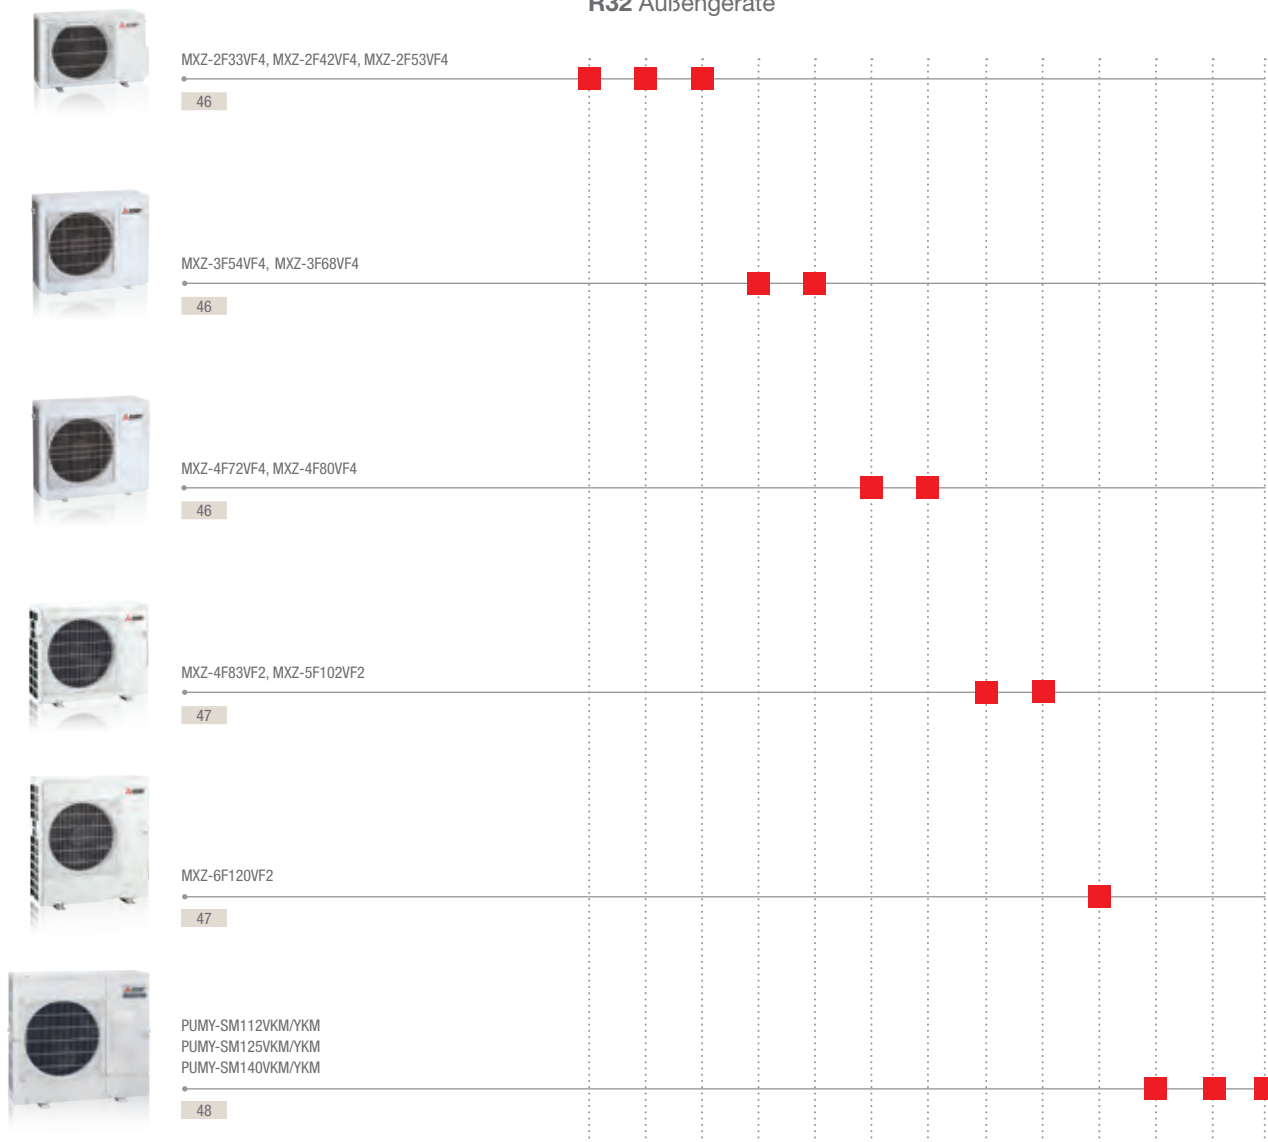 R32 Außengeräte
MXZ-2F33VF4, MXZ-2F42VF4, MXZ-2F53VF4
46
MXZ-3F54VF4, MXZ-3F68VF4
46
MXZ-4F72VF4, MXZ-4F80VF4
46
MXZ-4F83VF2, MXZ-5F102VF2
47
MXZ-6F120VF2
47
PUMY-SM112VKM/YKM
PUMY-SM125VKM/YKM
PUMY-SM140VKM/YKM
48